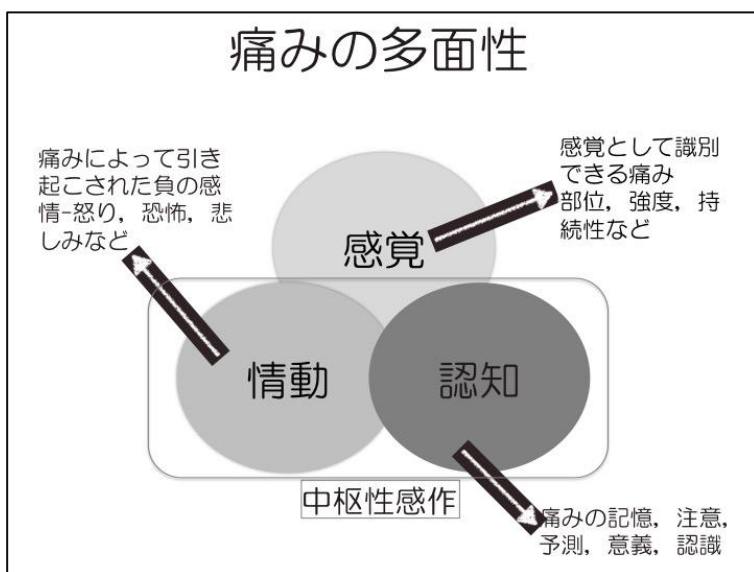 痛みの多面性
痛みによって引き
起こされた負の感
情-怒り，恐怖，悲
しみなど
感覚として識別
できる痛み
部位，強度，持
続性など
感覚
情動
認知
中枢性感作
痛みの記憶，注意，
予測，意義，認識